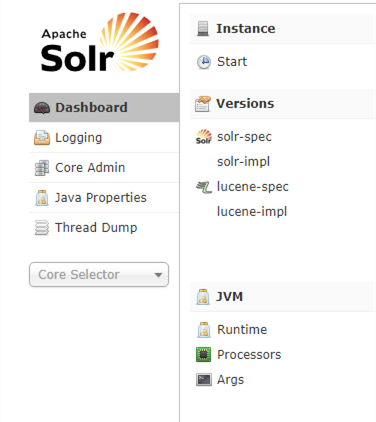 Apache
Solr
Dashboard
Logging
Core Admin
Java Properties
Thread Dump
Core Selector
Instance
Start
Versions
Solr
solr-spec
solr-impl
lucene-spec
lucene-impl
JVM
Runtime
Processors
Args